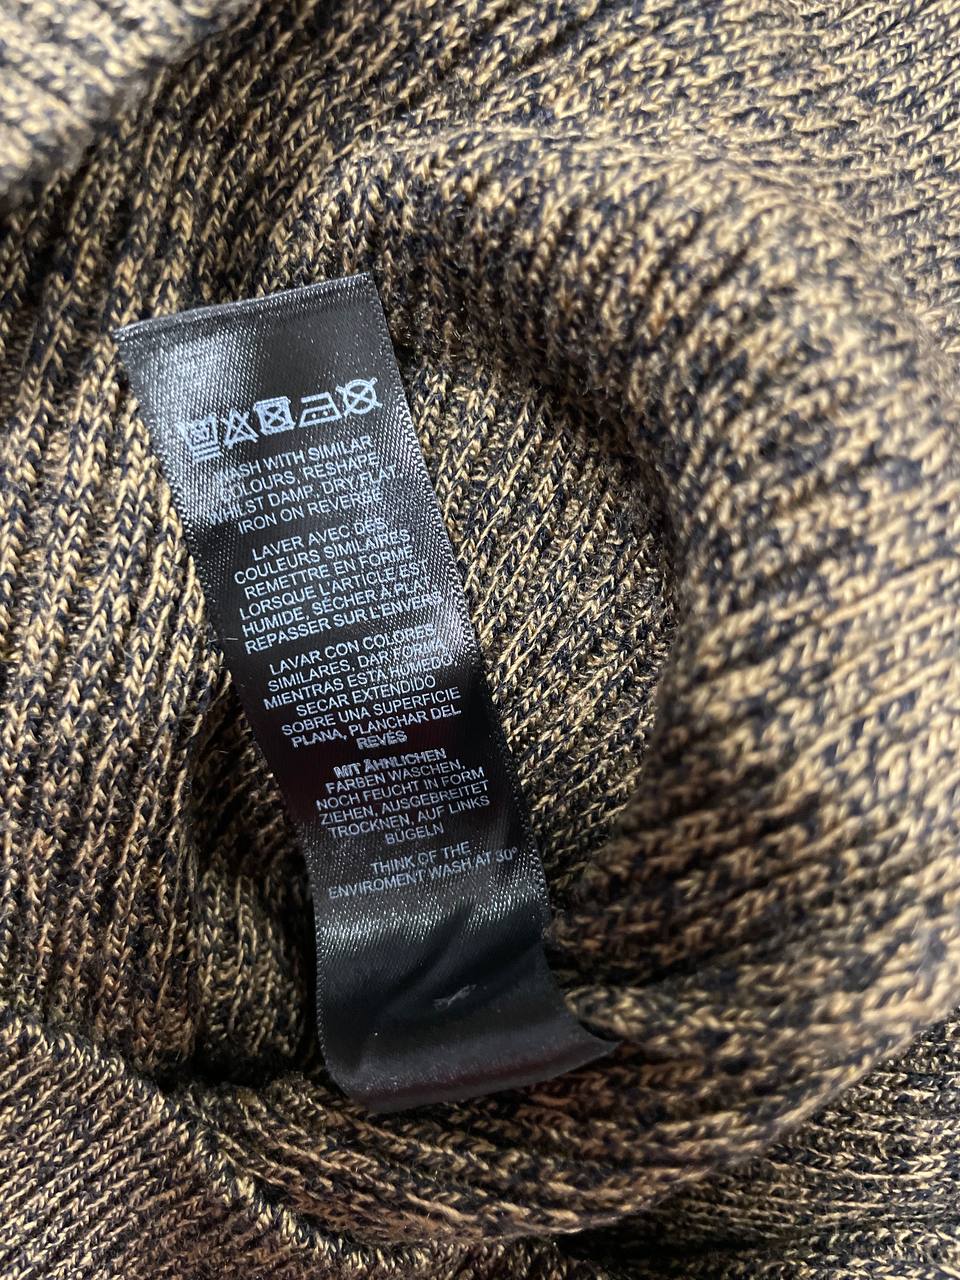 WASH WITH SIMILAR
COLOURS, RESHAPE
WHILST DAMP, DRY FLAT
IRON ON REVERSE
LAVER AVEC DES
COULEURS SIMILAIRES
REMETTRE EN FORME
LORSQUE L'ARTICLE EST
HUMIDE, SÉCHER À PLAT
REPASSER SUR L'ENVERS
LAVAR CON COLORES
SIMILARES, DAR FORMA
MIENTRAS ESTÁ HÚMEDO
SECAR EXTENDIDO
SOBRE UNA SUPERFICIE
PLANA, PLANCHAR DEL
REVÉS
MIT ÄHNLICHEN
FARBEN WASCHEN,
NOCH FEUCHT IN FORM
ZIEHEN, AUSGEBREITET
TROCKNEN, AUF LINKS
BÜGELN
THINK OF THE
ENVIROMENT WASH AT 30°